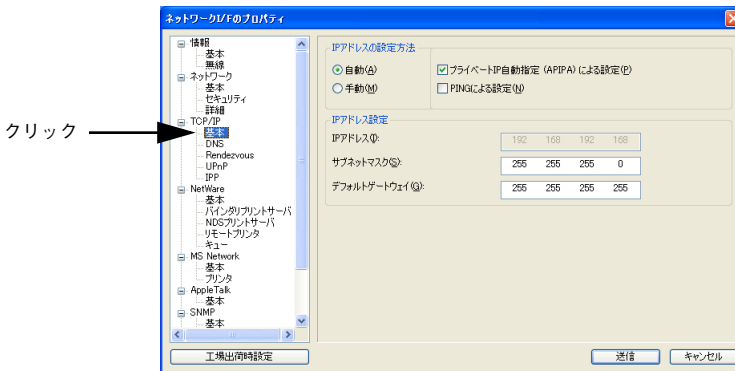 ネットワークI/Fのプロパティ
クリック
情報
基本
無線
ネットワーク
基本
セキュリティ
詳細
TCP/IP
基本
DNS
Rendezvous
UPnP
IPP
NetWare
基本
バインダリプリントサーバ
NDSプリントサーバ
リモートプリンタ
キュー
MS Network
基本
プリンタ
AppleTalk
基本
SNMP
基本
工場出荷時設定
IPアドレスの設定方法
自動(A)
プライベートIP自動指定 (APIPA) による設定(P)
手動(M)
PINGによる設定(N)
IPアドレス設定
IPアドレス(I):
192 168 192 168
サブネットマスク(S):
255 255 255 0
デフォルトゲートウェイ(G):
255 255 255 255
送信
キャンセル